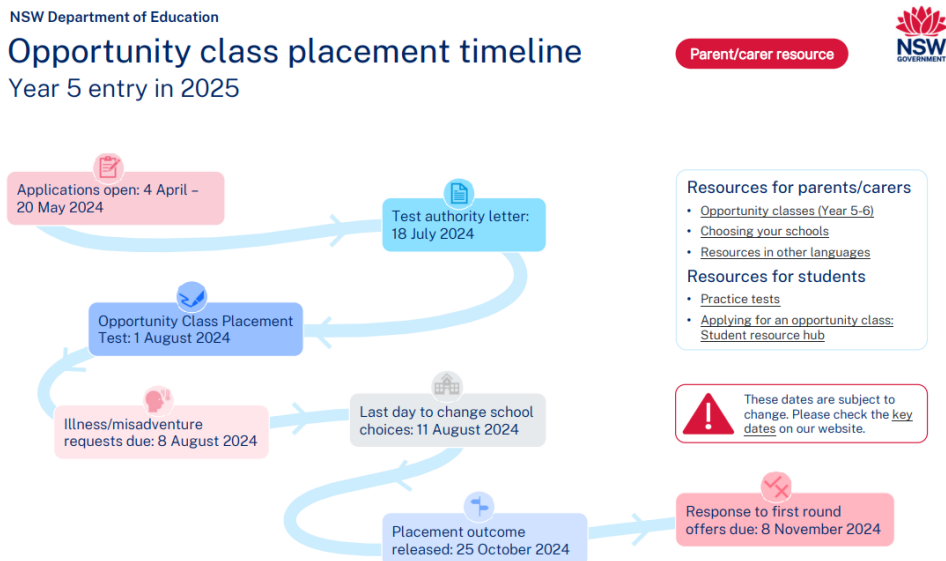 NSW Department of Education
Opportunity class placement timeline
Year 5 entry in 2025
Parent/carer resource
NSW
GOVERNMENT
Applications open: 4 April –
20 May 2024
Test authority letter:
18 July 2024
Opportunity Class Placement
Test: 1 August 2024
Illness/misadventure
requests due: 8 August 2024
Last day to change school
choices: 11 August 2024
Placement outcome
released: 25 October 2024
Response to first round
offers due: 8 November 2024
Resources for parents/carers
• Opportunity classes (Year 5-6)
• Choosing your schools
• Resources in other languages
Resources for students
• Practice tests
• Applying for an opportunity class:
Student resource hub
These dates are subject to
change. Please check the key
dates on our website.